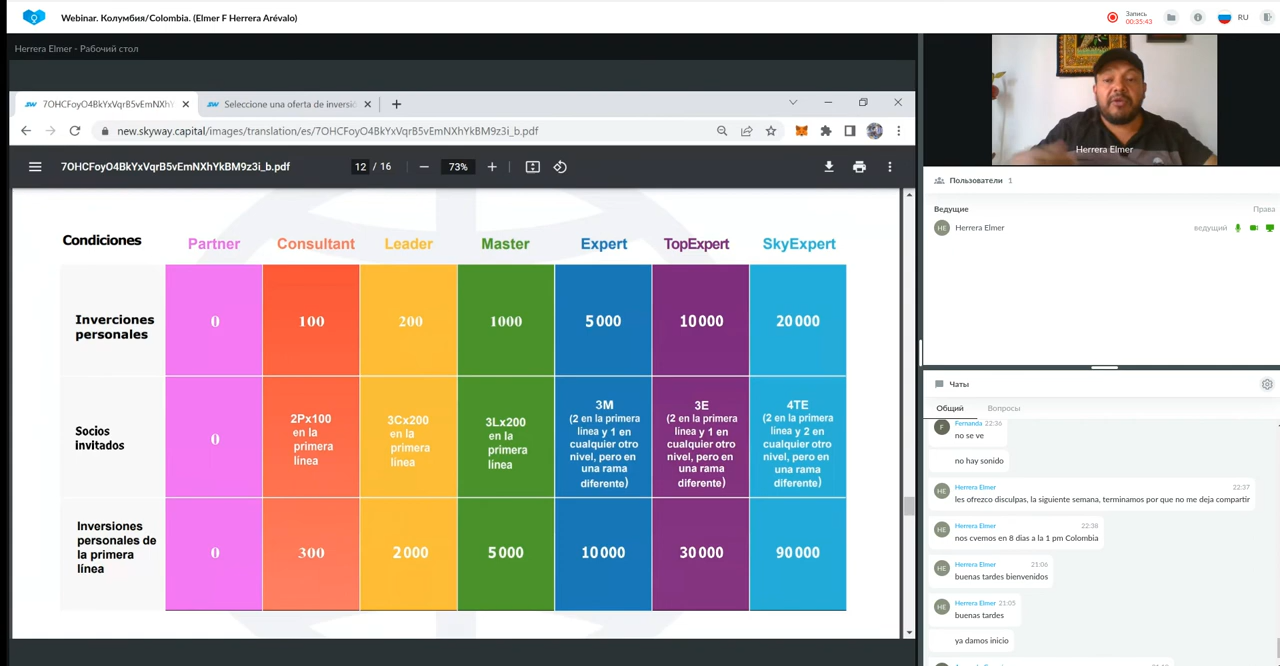 Webinar. Колумбия/Colombia. (Elmer F Herrera Arévalo)
Запись
00:35:43
RU
Herrera Elmer - Рабочий стол
7OHCFoyO4BkYxVqrB5vEmNXhY
Seleccione una oferta de inversió
new.skyway.capital/images/translation/es/7OHCFoyO4BkYxVqrB5vEmNXhYkBM9z3i_b.pdf
7OHCFoyO4BkYxVqrB5vEmNXhYkBM9z3i_b.pdf
12 / 16
73%
Condiciones
Partner
Consultant
Leader
Master
Expert
TopExpert
SkyExpert
Inverciones
personales
0
100
200
1000
5 000
10 000
20 000
Socios
invitados
0
2Px100
en la
primera
línea
3Cx200
en la
primera
línea
3Lx200
en la
primera
línea
3M
(2 en la primera
línea y 1 en
cualquier otro
nivel, pero en
una rama
diferente)
3E
(2 en la primera
línea y 1 en
cualquier otro
nivel, pero en
una rama
diferente)
4TE
(2 en la primera
línea y 2 en
cualquier otro
nivel, pero en
una rama
diferente)
Inversiones
personales de
la primera
línea
0
300
2 000
5 000
10 000
30 000
90 000
Herrera Elmer
Пользователи 1
Ведущие
Права
HE
Herrera Elmer
ведущий
Чаты
Общий
Вопросы
F
Fernanda 22:36
no se ve
no hay sonido
HE
Herrera Elmer 22:37
les ofrezco disculpas, la siguiente semana, terminamos por que no me deja compartir
HE
Herrera Elmer 22:38
nos cvemos en 8 dias a la 1 pm Colombia
HE
Herrera Elmer 21:06
buenas tardes bienvenidos
HE
Herrera Elmer 21:05
buenas tardes
ya damos inicio